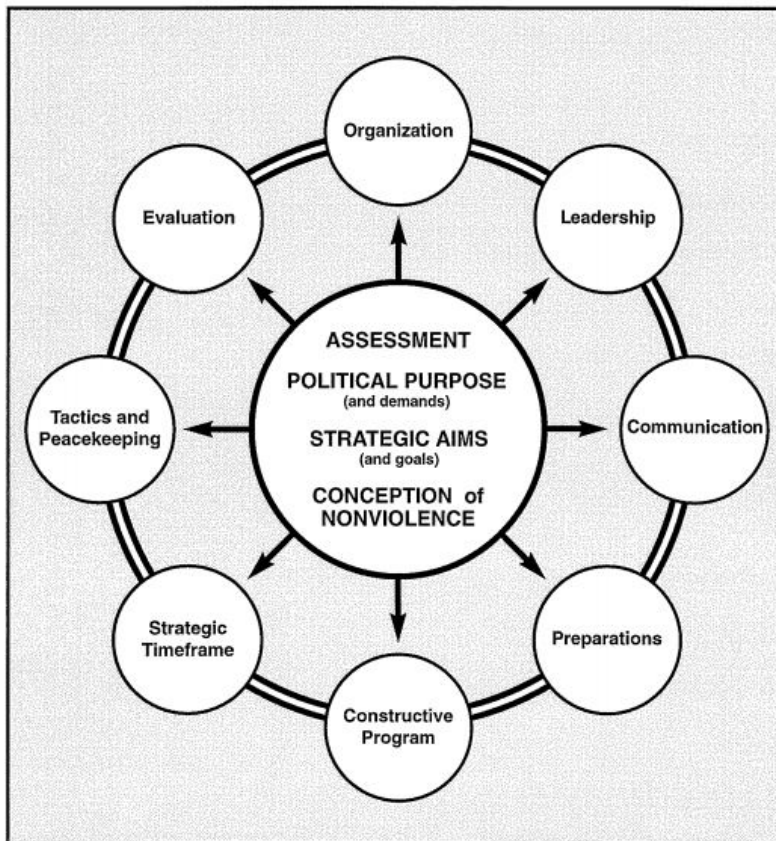 Organization
Leadership
Communication
Preparations
Constructive
Program
Strategic
Timeframe
Tactics and
Peacekeeping
Evaluation
ASSESSMENT
POLITICAL PURPOSE
(and demands)
STRATEGIC AIMS
(and goals)
CONCEPTION of
NONVIOLENCE